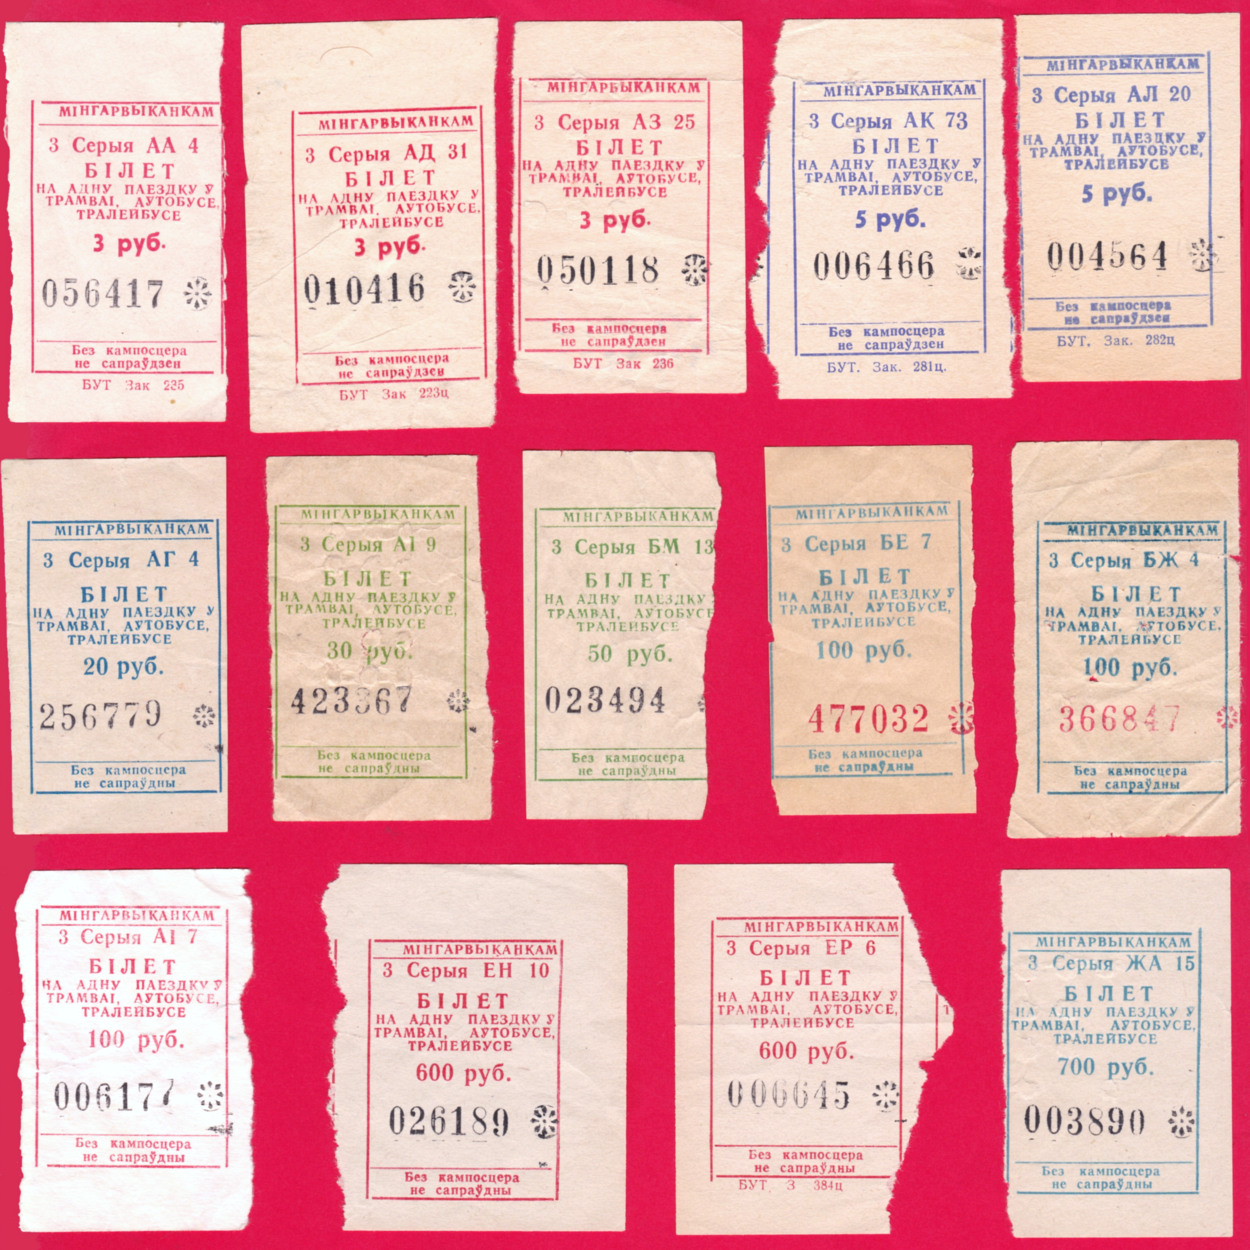 МІНГАРВЫКАНКАМ
3 Серыя АА 4
БІЛЕТ
НА АДНУ ПАЕЗДКУ Ў
ТРАМВАІ, АУТОБУСЕ,
ТРАЛЕЙБУСЕ
3 руб.
056417
Без кампосцера
не сапраўдзен
БУТ Зак 235
МІНГАРВЫКАНКАМ
3 Серыя АД 31
БІЛЕТ
НА АДНУ ПАЕЗДКУ Ў
ТРАМВАІ, АУТОБУСЕ,
ТРАЛЕЙБУСЕ
3 руб.
010416
Без кампосцера
не сапраўдзен
БУТ Зак 223ц
МІНГАРВЫКАНКАМ
3 Серыя АЗ 25
БІЛЕТ
НА АДНУ ПАЕЗДКУ Ў
ТРАМВАІ, АУТОБУСЕ,
ТРАЛЕЙБУСЕ
3 руб.
050118
Без кампосцера
не сапраўдзен
БУТ Зак 236
МІНГАРВЫКАНКАМ
3 Серыя АК 73
БІЛЕТ
НА АДНУ ПАЕЗДКУ Ў
ТРАМВАІ, АУТОБУСЕ,
ТРАЛЕЙБУСЕ
5 руб.
006466
Без кампосцера
не сапраўдзен
БУТ. Зак. 281ц.
МІНГАРВЫКАНКАМ
3 Серыя АЛ 20
БІЛЕТ
НА АДНУ ПАЕЗДКУ Ў
ТРАМВАІ, АУТОБУСЕ,
ТРАЛЕЙБУСЕ
5 руб.
004564
Без кампосцера
не сапраўдзен
БУТ. Зак. 282ц
МІНГАРВЫКАНКАМ
3 Серыя АГ 4
БІЛЕТ
НА АДНУ ПАЕЗДКУ Ў
ТРАМВАІ, АУТОБУСЕ,
ТРАЛЕЙБУСЕ
20 руб.
256779
Без кампосцера
не сапраўдны
МІНГАРВЫКАНКАМ
3 Серыя АІ 9
БІЛЕТ
НА АДНУ ПАЕЗДКУ Ў
ТРАМВАІ, АУТОБУСЕ,
ТРАЛЕЙБУСЕ
30 руб.
423367
Без кампосцера
не сапраўдны
МІНГАРВЫКАНКАМ
3 Серыя БМ 13
БІЛЕТ
НА АДНУ ПАЕЗДКУ
ТРАМВАІ, АУТОБУСЕ
ТРАЛЕЙБУСЕ
50 руб.
023494
Без кампосцера
не сапраўдны
МІНГАРВЫКАНКАМ
3 Серыя БЕ 7
БІЛЕТ
НА АДНУ ПАЕЗДКУ Ў
ТРАМВАІ, АУТОБУСЕ,
ТРАЛЕЙБУСЕ
100 руб.
477032
Без кампосцера
не сапраўдны
МІНГАРВЫКАНКАМ
3 Серыя БЖ 4
БІЛЕТ
НА АДНУ ПАЕЗДКУ Ў
ТРАМВАІ, АУТОБУСЕ,
ТРАЛЕЙБУСЕ
100 руб.
366847
Без кампосцера
не сапраўдны
МІНГАРВЫКАНКАМ
3 Серыя АІ 7
БІЛЕТ
НА АДНУ ПАЕЗДКУ Ў
ТРАМВАІ, АУТОБУСЕ,
ТРАЛЕЙБУСЕ
100 руб.
006177
Без кампосцера
не сапраўдны
МІНГАРВЫКАНКАМ
3 Серыя ЕН 10
БІЛЕТ
НА АДНУ ПАЕЗДКУ Ў
ТРАМВАІ, АУТОБУСЕ,
ТРАЛЕЙБУСЕ
600 руб.
026189
Без кампосцера
не сапраўдны
МІНГАРВЫКАНКАМ
3 Серыя ЕР 6
БІЛЕТ
НА АДНУ ПАЕЗДКУ Ў
ТРАМВАІ, АУТОБУСЕ,
ТРАЛЕЙБУСЕ
600 руб.
006645
Без кампосцера
не сапраўдны
БУТ З 384ц
МІНГАРВЫКАНКАМ
3 Серыя ЖА 15
БІЛЕТ
НА АДНУ ПАЕЗДКУ Ў
ТРАМВАІ, АУТОБУСЕ,
ТРАЛЕЙБУСЕ
700 руб.
003890
Без кампосцера
не сапраўдны